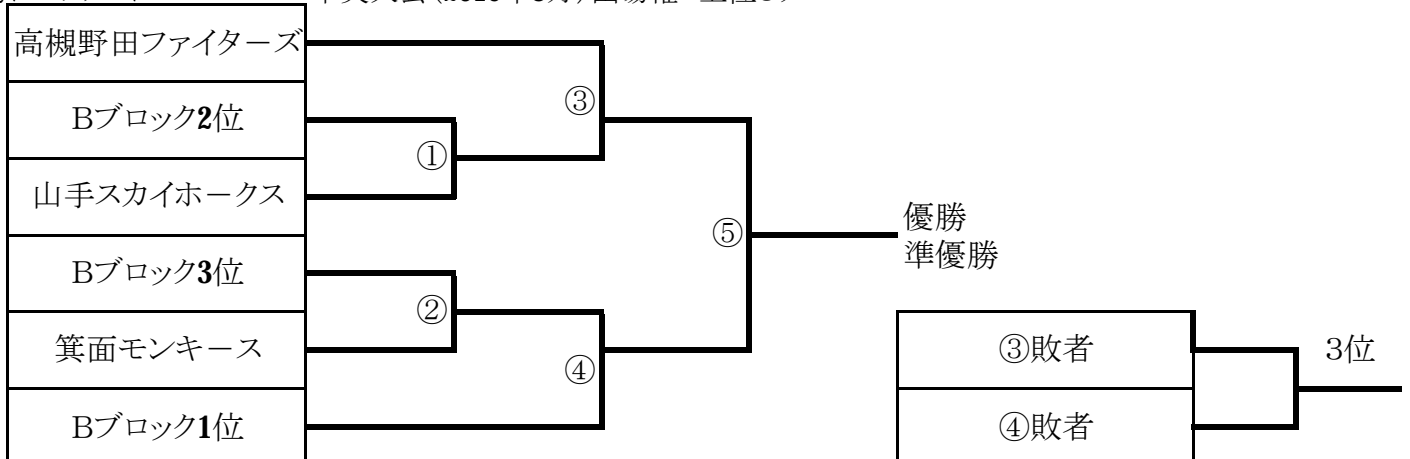 高槻野田ファイタ－ズ
Bブロック2位
③
①
山手スカイホ－クス
⑤
優勝
準優勝
Bブロック3位
②
箕面モンキ－ス
③敗者
3位
④
Bブロック1位
④敗者